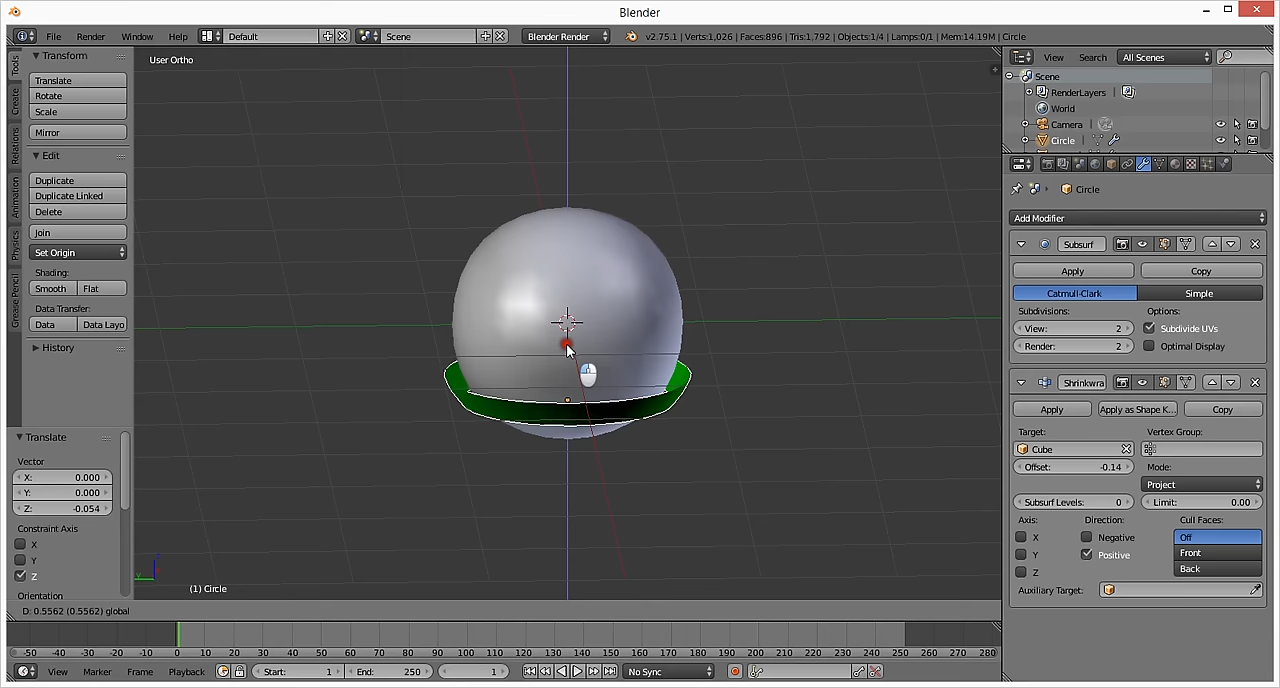 Blender
File Render Window Help Default Scene Blender Render v2.75.1 | Verts:1,026 | Faces:896 | Tris:1,792 | Objects:1/4 | Lamps:0/1 | Mem:14.19M | Circle
Tools
Create
Relations
Animation
Physics
Grease Pencil
Transform
Translate
Rotate
Scale
Mirror
Edit
Duplicate
Duplicate Linked
Delete
Join
Set Origin
Shading:
Smooth Flat
Data Transfer:
Data Data Layo
History
Translate
Vector
X: 0.000
Y: 0.000
Z: -0.054
Constraint Axis
X
Y
Z
Orientation
User Ortho
(1) Circle
D: 0.5562 (0.5562) global
View Search All Scenes
Scene
RenderLayers
World
Camera
Circle
Circle
Add Modifier
Subsurf
Apply Copy
Catmull-Clark Simple
Subdivisions: Options:
View: 2 Subdivide UVs
Render: 2 Optimal Display
Shrinkwra
Apply Apply as Shape K... Copy
Target: Vertex Group:
Cube
Offset: -0.14 Mode:
Project
Subsurf Levels: 0 Limit: 0.00
Axis: Direction: Cull Faces:
X Negative Off
Y Positive Front
Z Back
Auxiliary Target:
-50 -40 -30 -20 -10 0 10 20 30 40 50 60 70 80 90 100 110 120 130 140 150 160 170 180 190 200 210 220 230 240 250 260 270 280
View Marker Frame Playback Start: 1 End: 250 1 No Sync